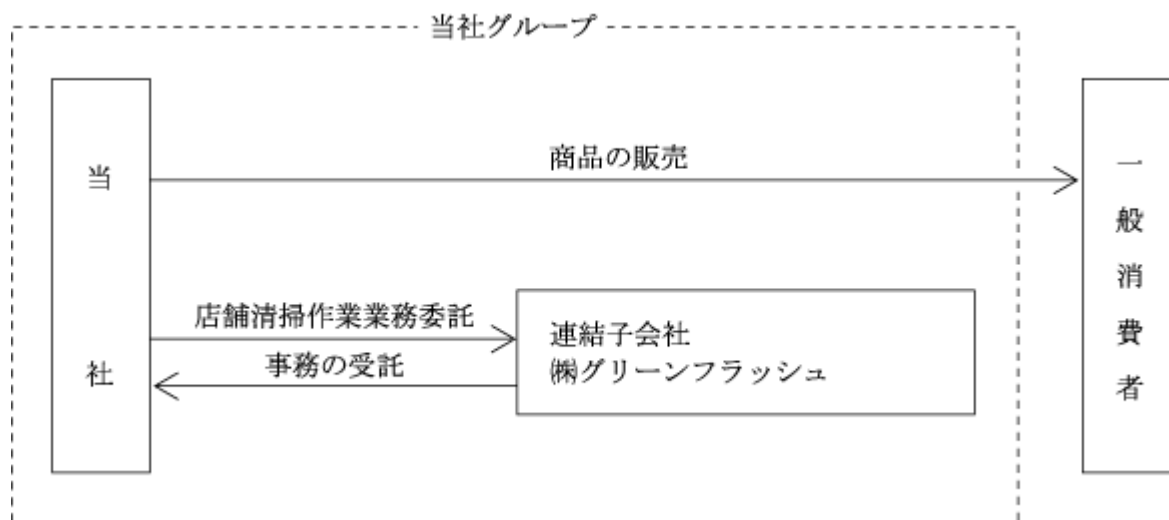 当社グループ
当社
商品の販売
一般消費者
店舗清掃作業業務委託
事務の受託
連結子会社
㈱グリーンフラッシュ